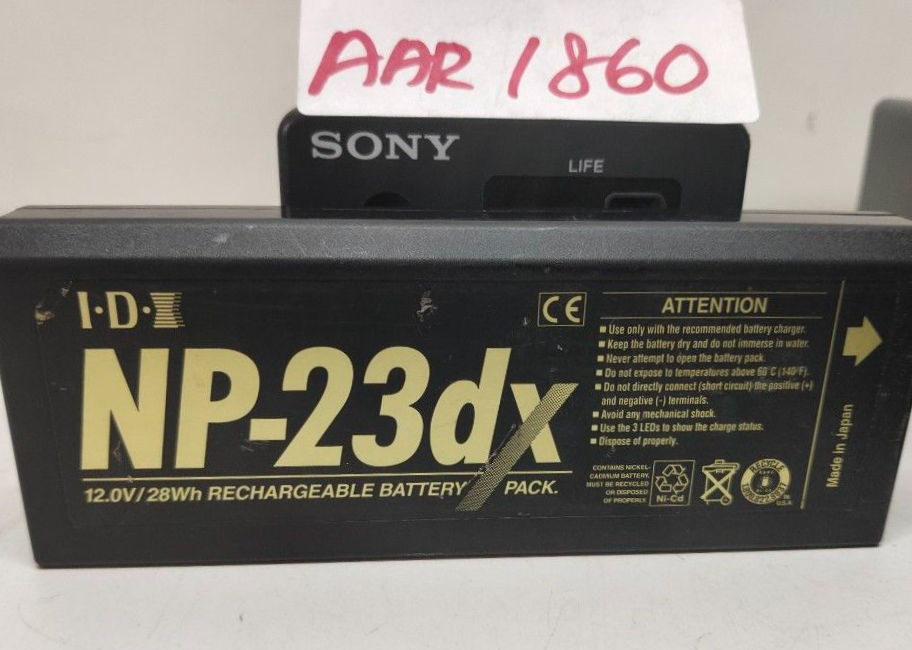 AAR 1860
SONY
LIFE
I·D·X
NP-23dx
12.0V/28Wh RECHARGEABLE BATTERY PACK.
CE
ATTENTION
■ Use only with the recommended battery charger.
■ Keep the battery dry and do not immerse in water.
■ Never attempt to open the battery pack.
■ Do not expose to temperatures above 60°C (140°F).
■ Do not directly connect (short circuit) the positive (+)
and negative (-) terminals.
■ Avoid any mechanical shock.
■ Use the 3 LEDs to show the charge status.
■ Dispose of properly.
CONTAINS NICKEL-
CADMIUM BATTERY.
MUST BE RECYCLED
OR DISPOSED
OF PROPERLY.
Ni-Cd
RECYCLE
U.S.A.
Made in Japan